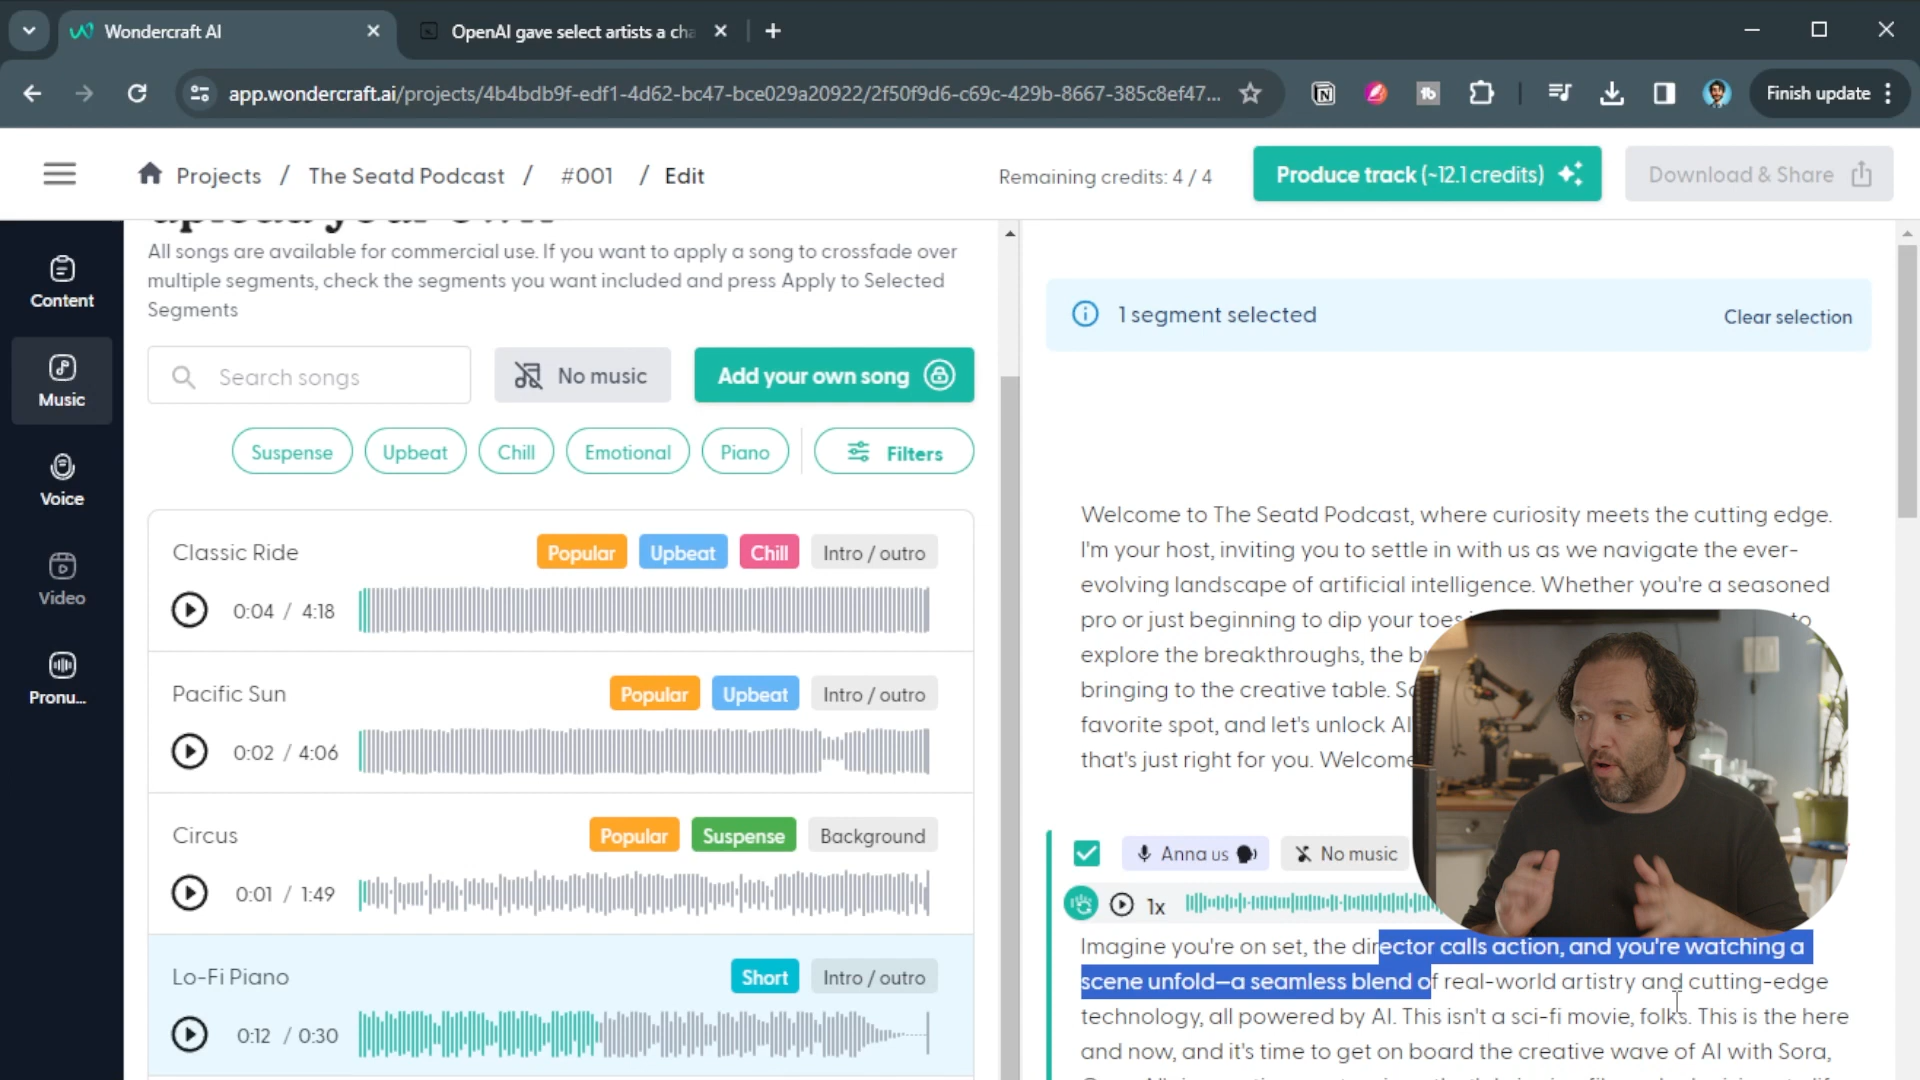 Wondercraft AI
OpenAI gave select artists a cha
app.wondercraft.ai/projects/4b4bdb9f-edf1-4d62-bc47-bce029a20922/2f50f9d6-c69c-429b-8667-385c8ef47...
Finish update
Projects / The Seatd Podcast / #001 / Edit
Remaining credits: 4 / 4
Produce track (~12.1 credits)
Download & Share
Content
Music
Voice
Video
Pronu...
upload your own
All songs are available for commercial use. If you want to apply a song to crossfade over
multiple segments, check the segments you want included and press Apply to Selected
Segments
Search songs
No music
Add your own song
Suspense
Upbeat
Chill
Emotional
Piano
Filters
Classic Ride
Popular
Upbeat
Chill
Intro / outro
0:04 / 4:18
Pacific Sun
Popular
Upbeat
Intro / outro
0:02 / 4:06
Circus
Popular
Suspense
Background
0:01 / 1:49
Lo-Fi Piano
Short
Intro / outro
0:12 / 0:30
1 segment selected
Clear selection
Welcome to The Seatd Podcast, where curiosity meets the cutting edge.
I'm your host, inviting you to settle in with us as we navigate the ever-
evolving landscape of artificial intelligence. Whether you're a seasoned
pro or just beginning to dip your toes to
explore the breakthroughs, the
bringing to the creative table.
favorite spot, and let's unlock AI
that's just right for you. Welcome
Anna us
No music
1x
Imagine you're on set, the director calls action, and you're watching a
scene unfold—a seamless blend of real-world artistry and cutting-edge
technology, all powered by AI. This isn't a sci-fi movie, folks. This is the here
and now, and it's time to get on board the creative wave of AI with Sora,